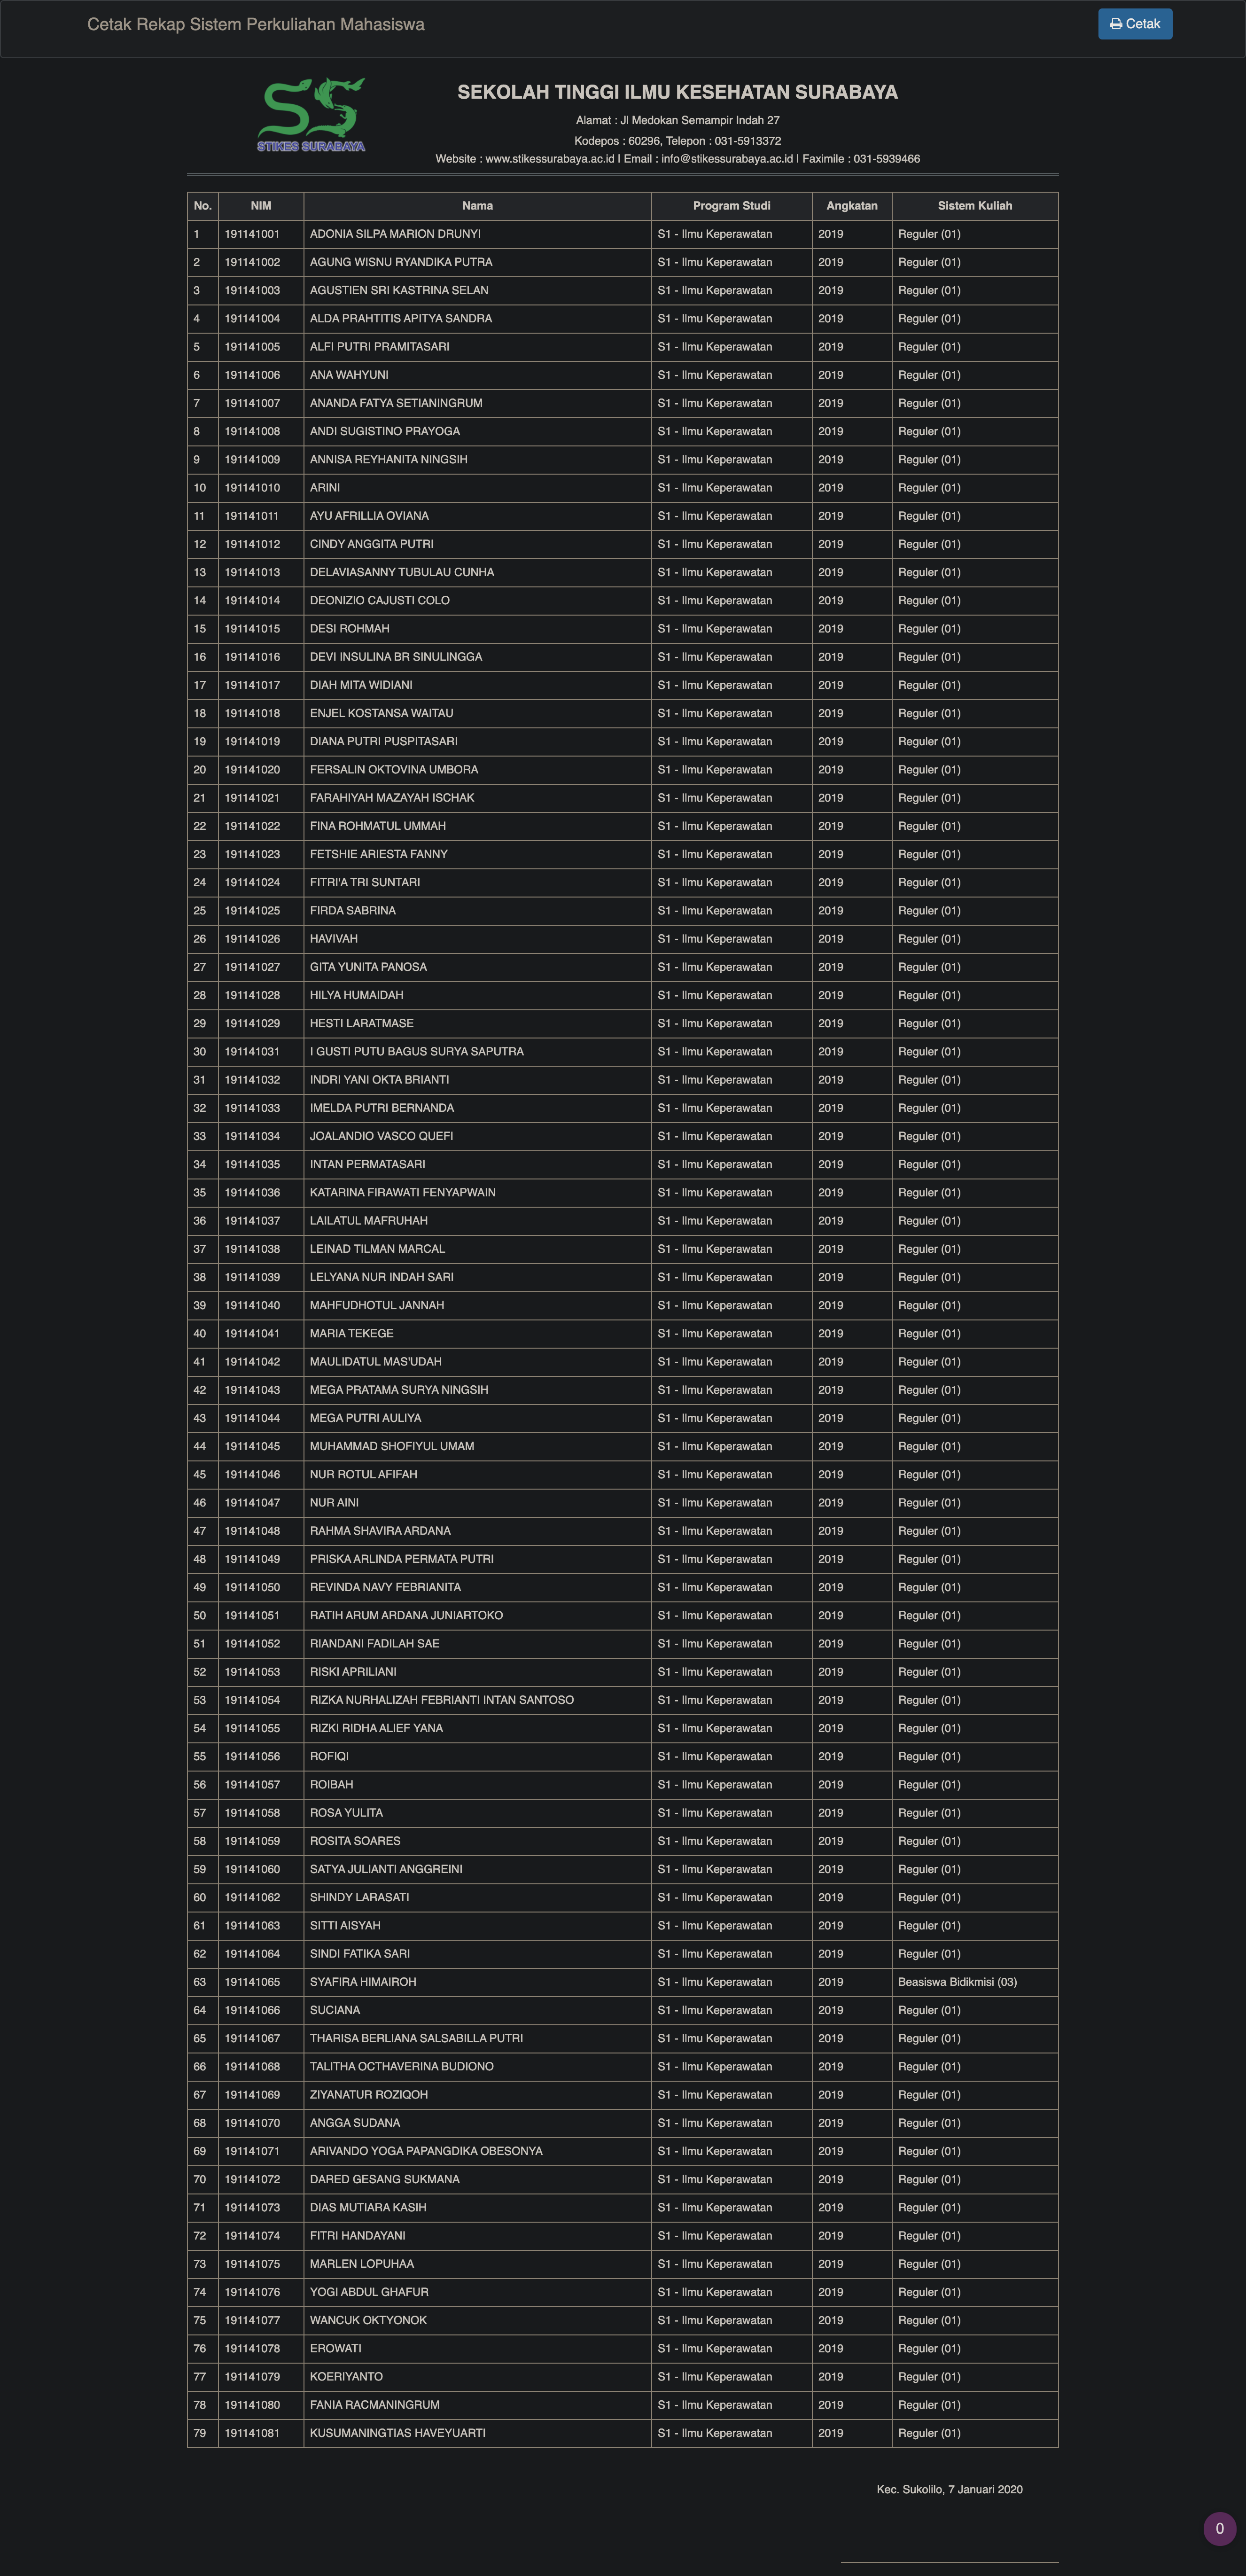 Cetak Rekap Sistem Perkuliahan Mahasiswa
Cetak
STIKES SURABAYA
SEKOLAH TINGGI ILMU KESEHATAN SURABAYA
Alamat : Jl Medokan Semampir Indah 27
Kodepos : 60296, Telepon : 031-5913372
Website : www.stikessurabaya.ac.id I Email : info@stikessurabaya.ac.id I Faximile : 031-5939466
No. NIM Nama Program Studi Angkatan Sistem Kuliah
1 191141001 ADONIA SILPA MARION DRUNYI S1 - Ilmu Keperawatan 2019 Reguler (01)
2 191141002 AGUNG WISNU RYANDIKA PUTRA S1 - Ilmu Keperawatan 2019 Reguler (01)
3 191141003 AGUSTIEN SRI KASTRINA SELAN S1 - Ilmu Keperawatan 2019 Reguler (01)
4 191141004 ALDA PRAHTITIS APITYA SANDRA S1 - Ilmu Keperawatan 2019 Reguler (01)
5 191141005 ALFI PUTRI PRAMITASARI S1 - Ilmu Keperawatan 2019 Reguler (01)
6 191141006 ANA WAHYUNI S1 - Ilmu Keperawatan 2019 Reguler (01)
7 191141007 ANANDA FATYA SETIANINGRUM S1 - Ilmu Keperawatan 2019 Reguler (01)
8 191141008 ANDI SUGISTINO PRAYOGA S1 - Ilmu Keperawatan 2019 Reguler (01)
9 191141009 ANNISA REYHANITA NINGSIH S1 - Ilmu Keperawatan 2019 Reguler (01)
10 191141010 ARINI S1 - Ilmu Keperawatan 2019 Reguler (01)
11 191141011 AYU AFRILLIA OVIANA S1 - Ilmu Keperawatan 2019 Reguler (01)
12 191141012 CINDY ANGGITA PUTRI S1 - Ilmu Keperawatan 2019 Reguler (01)
13 191141013 DELAVIASANNY TUBULAU CUNHA S1 - Ilmu Keperawatan 2019 Reguler (01)
14 191141014 DEONIZIO CAJUSTI COLO S1 - Ilmu Keperawatan 2019 Reguler (01)
15 191141015 DESI ROHMAH S1 - Ilmu Keperawatan 2019 Reguler (01)
16 191141016 DEVI INSULINA BR SINULINGGA S1 - Ilmu Keperawatan 2019 Reguler (01)
17 191141017 DIAH MITA WIDIANI S1 - Ilmu Keperawatan 2019 Reguler (01)
18 191141018 ENJEL KOSTANSA WAITAU S1 - Ilmu Keperawatan 2019 Reguler (01)
19 191141019 DIANA PUTRI PUSPITASARI S1 - Ilmu Keperawatan 2019 Reguler (01)
20 191141020 FERSALIN OKTOVINA UMBORA S1 - Ilmu Keperawatan 2019 Reguler (01)
21 191141021 FARAHIYAH MAZAYAH ISCHAK S1 - Ilmu Keperawatan 2019 Reguler (01)
22 191141022 FINA ROHMATUL UMMAH S1 - Ilmu Keperawatan 2019 Reguler (01)
23 191141023 FETSHIE ARIESTA FANNY S1 - Ilmu Keperawatan 2019 Reguler (01)
24 191141024 FITRI'A TRI SUNTARI S1 - Ilmu Keperawatan 2019 Reguler (01)
25 191141025 FIRDA SABRINA S1 - Ilmu Keperawatan 2019 Reguler (01)
26 191141026 HAVIVAH S1 - Ilmu Keperawatan 2019 Reguler (01)
27 191141027 GITA YUNITA PANOSA S1 - Ilmu Keperawatan 2019 Reguler (01)
28 191141028 HILYA HUMAIDAH S1 - Ilmu Keperawatan 2019 Reguler (01)
29 191141029 HESTI LARATMASE S1 - Ilmu Keperawatan 2019 Reguler (01)
30 191141031 I GUSTI PUTU BAGUS SURYA SAPUTRA S1 - Ilmu Keperawatan 2019 Reguler (01)
31 191141032 INDRI YANI OKTA BRIANTI S1 - Ilmu Keperawatan 2019 Reguler (01)
32 191141033 IMELDA PUTRI BERNANDA S1 - Ilmu Keperawatan 2019 Reguler (01)
33 191141034 JOALANDIO VASCO QUEFI S1 - Ilmu Keperawatan 2019 Reguler (01)
34 191141035 INTAN PERMATASARI S1 - Ilmu Keperawatan 2019 Reguler (01)
35 191141036 KATARINA FIRAWATI FENYAPWAIN S1 - Ilmu Keperawatan 2019 Reguler (01)
36 191141037 LAILATUL MAFRUHAH S1 - Ilmu Keperawatan 2019 Reguler (01)
37 191141038 LEINAD TILMAN MARCAL S1 - Ilmu Keperawatan 2019 Reguler (01)
38 191141039 LELYANA NUR INDAH SARI S1 - Ilmu Keperawatan 2019 Reguler (01)
39 191141040 MAHFUDHOTUL JANNAH S1 - Ilmu Keperawatan 2019 Reguler (01)
40 191141041 MARIA TEKEGE S1 - Ilmu Keperawatan 2019 Reguler (01)
41 191141042 MAULIDATUL MAS'UDAH S1 - Ilmu Keperawatan 2019 Reguler (01)
42 191141043 MEGA PRATAMA SURYA NINGSIH S1 - Ilmu Keperawatan 2019 Reguler (01)
43 191141044 MEGA PUTRI AULIYA S1 - Ilmu Keperawatan 2019 Reguler (01)
44 191141045 MUHAMMAD SHOFIYUL UMAM S1 - Ilmu Keperawatan 2019 Reguler (01)
45 191141046 NUR ROTUL AFIFAH S1 - Ilmu Keperawatan 2019 Reguler (01)
46 191141047 NUR AINI S1 - Ilmu Keperawatan 2019 Reguler (01)
47 191141048 RAHMA SHAVIRA ARDANA S1 - Ilmu Keperawatan 2019 Reguler (01)
48 191141049 PRISKA ARLINDA PERMATA PUTRI S1 - Ilmu Keperawatan 2019 Reguler (01)
49 191141050 REVINDA NAVY FEBRIANITA S1 - Ilmu Keperawatan 2019 Reguler (01)
50 191141051 RATIH ARUM ARDANA JUNIARTOKO S1 - Ilmu Keperawatan 2019 Reguler (01)
51 191141052 RIANDANI FADILAH SAE S1 - Ilmu Keperawatan 2019 Reguler (01)
52 191141053 RISKI APRILIANI S1 - Ilmu Keperawatan 2019 Reguler (01)
53 191141054 RIZKA NURHALIZAH FEBRIANTI INTAN SANTOSO S1 - Ilmu Keperawatan 2019 Reguler (01)
54 191141055 RIZKI RIDHA ALIEF YANA S1 - Ilmu Keperawatan 2019 Reguler (01)
55 191141056 ROFIQI S1 - Ilmu Keperawatan 2019 Reguler (01)
56 191141057 ROIBAH S1 - Ilmu Keperawatan 2019 Reguler (01)
57 191141058 ROSA YULITA S1 - Ilmu Keperawatan 2019 Reguler (01)
58 191141059 ROSITA SOARES S1 - Ilmu Keperawatan 2019 Reguler (01)
59 191141060 SATYA JULIANTI ANGGREINI S1 - Ilmu Keperawatan 2019 Reguler (01)
60 191141062 SHINDY LARASATI S1 - Ilmu Keperawatan 2019 Reguler (01)
61 191141063 SITTI AISYAH S1 - Ilmu Keperawatan 2019 Reguler (01)
62 191141064 SINDI FATIKA SARI S1 - Ilmu Keperawatan 2019 Reguler (01)
63 191141065 SYAFIRA HIMAIROH S1 - Ilmu Keperawatan 2019 Beasiswa Bidikmisi (03)
64 191141066 SUCIANA S1 - Ilmu Keperawatan 2019 Reguler (01)
65 191141067 THARISA BERLIANA SALSABILLA PUTRI S1 - Ilmu Keperawatan 2019 Reguler (01)
66 191141068 TALITHA OCTHAVERINA BUDIONO S1 - Ilmu Keperawatan 2019 Reguler (01)
67 191141069 ZIYANATUR ROZIQOH S1 - Ilmu Keperawatan 2019 Reguler (01)
68 191141070 ANGGA SUDANA S1 - Ilmu Keperawatan 2019 Reguler (01)
69 191141071 ARIVANDO YOGA PAPANGDIKA OBESONYA S1 - Ilmu Keperawatan 2019 Reguler (01)
70 191141072 DARED GESANG SUKMANA S1 - Ilmu Keperawatan 2019 Reguler (01)
71 191141073 DIAS MUTIARA KASIH S1 - Ilmu Keperawatan 2019 Reguler (01)
72 191141074 FITRI HANDAYANI S1 - Ilmu Keperawatan 2019 Reguler (01)
73 191141075 MARLEN LOPUHAA S1 - Ilmu Keperawatan 2019 Reguler (01)
74 191141076 YOGI ABDUL GHAFUR S1 - Ilmu Keperawatan 2019 Reguler (01)
75 191141077 WANCUK OKTYONOK S1 - Ilmu Keperawatan 2019 Reguler (01)
76 191141078 EROWATI S1 - Ilmu Keperawatan 2019 Reguler (01)
77 191141079 KOERIYANTO S1 - Ilmu Keperawatan 2019 Reguler (01)
78 191141080 FANIA RACMANINGRUM S1 - Ilmu Keperawatan 2019 Reguler (01)
79 191141081 KUSUMANINGTIAS HAVEYUARTI S1 - Ilmu Keperawatan 2019 Reguler (01)
Kec. Sukolilo, 7 Januari 2020
0